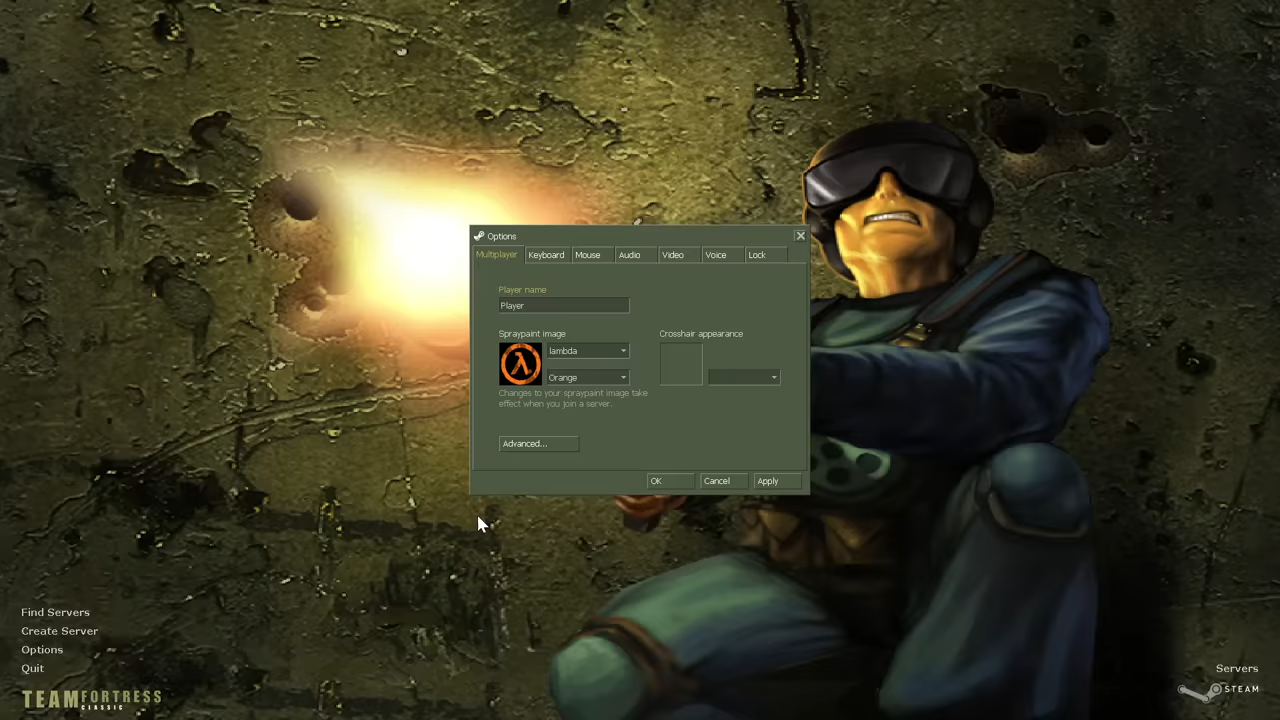 Options
Multiplayer Keyboard Mouse Audio Video Voice Lock
Player name
Player
Spraypaint image
Crosshair appearance
lambda
Orange
Changes to your spraypaint image take
effect when you join a server.
Advanced...
OK Cancel Apply
Find Servers
Create Server
Options
Quit
TEAM FORTRESS
CLASSIC
Servers
STEAM